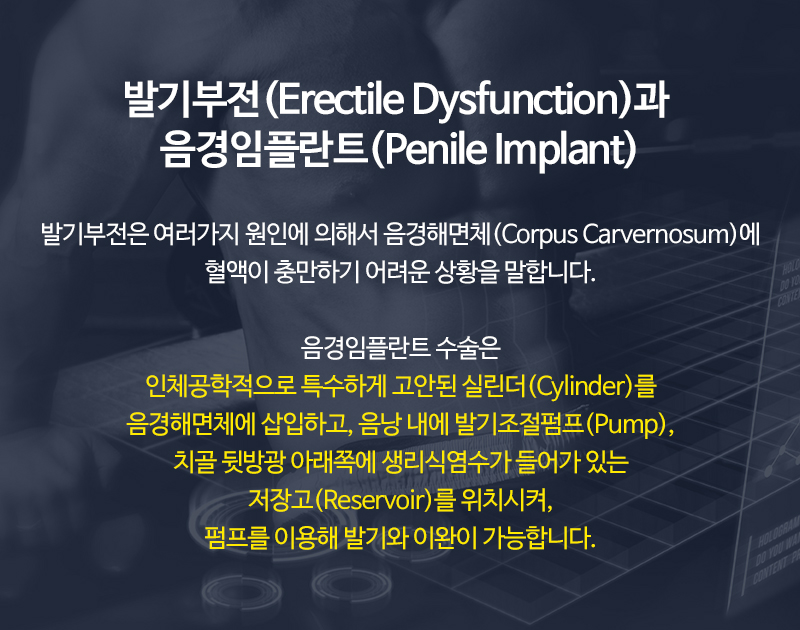 발기부전(Erectile Dysfunction)과
음경임플란트(Penile Implant)
발기부전은 여러가지 원인에 의해서 음경해면체(Corpus Carvernosum)에
혈액이 충만하기 어려운 상황을 말합니다.
음경임플란트 수술은
인체공학적으로 특수하게 고안된 실린더(Cylinder)를
음경해면체에 삽입하고, 음낭 내에 발기조절펌프(Pump),
치골 뒷방광 아래쪽에 생리식염수가 들어가 있는
저장고(Reservoir)를 위치시켜,
펌프를 이용해 발기와 이완이 가능합니다.
HOLOGRAM
DO YOU WAN
CONTENT